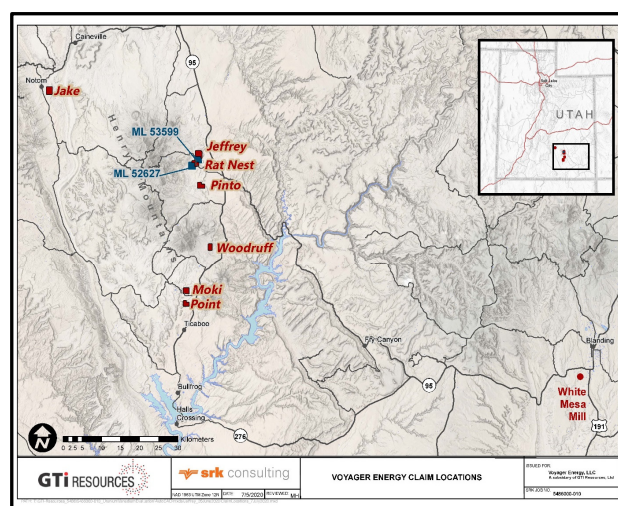 Caineville
95
Notom
Jake
ML 53599
Jeffrey
Rat Nest
ML 52627
Pinto
Henry Mountains
Woodruff
Moki
Point
Ticaboo
Fry Canyon
Blanding
Bullfrog
Halls
Crossing
95
White
Mesa
Mill
191
276
N
0 2.5 5 10 15 20 25 30
Kilometers
Salt Lake
City
UTAH
GTi RESOURCES
srk consulting
NAD 1983 UTM Zone 12N
DATE: 7/5/2020
REVIEWED: MH
VOYAGER ENERGY CLAIM LOCATIONS
ISSUED FOR:
Voyager Energy, LLC
A subsidiary of GTI Resources, Ltd
SRK JOB NO.